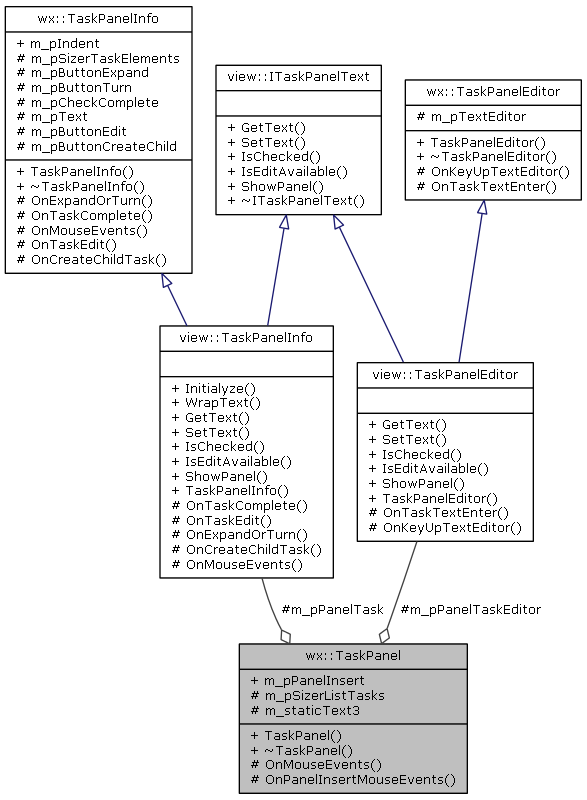 wx::TaskPanelInfo
+ m_pIndent
# m_pSizerTaskElements
# m_pButtonExpand
# m_pButtonTurn
# m_pCheckComplete
# m_pText
# m_pButtonEdit
# m_pButtonCreateChild
+ TaskPanelInfo()
+ ~TaskPanelInfo()
# OnExpandOrTurn()
# OnTaskComplete()
# OnMouseEvents()
# OnTaskEdit()
# OnCreateChildTask()
view::ITaskPanelText
+ GetText()
+ SetText()
+ IsChecked()
+ IsEditAvailable()
+ ShowPanel()
+ ~ITaskPanelText()
wx::TaskPanelEditor
# m_pTextEditor
+ TaskPanelEditor()
+ ~TaskPanelEditor()
# OnKeyUpTextEditor()
# OnTaskTextEnter()
view::TaskPanelInfo
+ Initialyze()
+ WrapText()
+ GetText()
+ SetText()
+ IsChecked()
+ IsEditAvailable()
+ ShowPanel()
+ TaskPanelInfo()
# OnTaskComplete()
# OnTaskEdit()
# OnExpandOrTurn()
# OnCreateChildTask()
# OnMouseEvents()
view::TaskPanelEditor
+ GetText()
+ SetText()
+ IsChecked()
+ IsEditAvailable()
+ ShowPanel()
+ TaskPanelEditor()
# OnTaskTextEnter()
# OnKeyUpTextEditor()
#m_pPanelTask
#m_pPanelTaskEditor
wx::TaskPanel
+ m_pPanelInsert
# m_pSizerListTasks
# m_staticText3
+ TaskPanel()
+ ~TaskPanel()
# OnMouseEvents()
# OnPanelInsertMouseEvents()